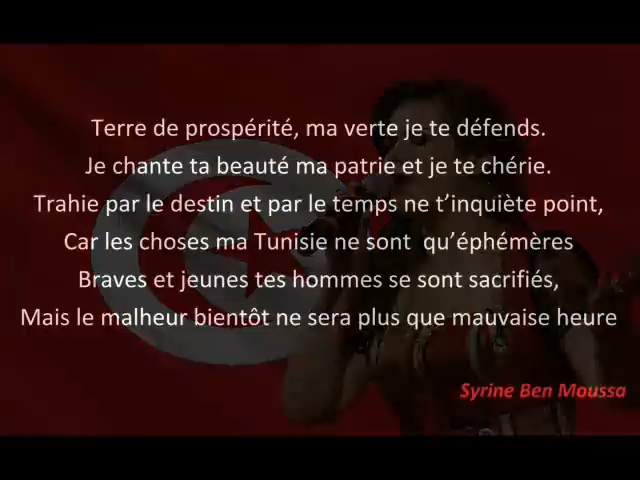 Terre de prospérité, ma verte je te défends.
Je chante ta beauté ma patrie et je te chérie.
Trahie par le destin et par le temps ne t’inquiète point,
Car les choses ma Tunisie ne sont qu’éphémères
Braves et jeunes tes hommes se sont sacrifiés,
Mais le malheur bientôt ne sera plus que mauvaise heure
Syrine Ben Moussa